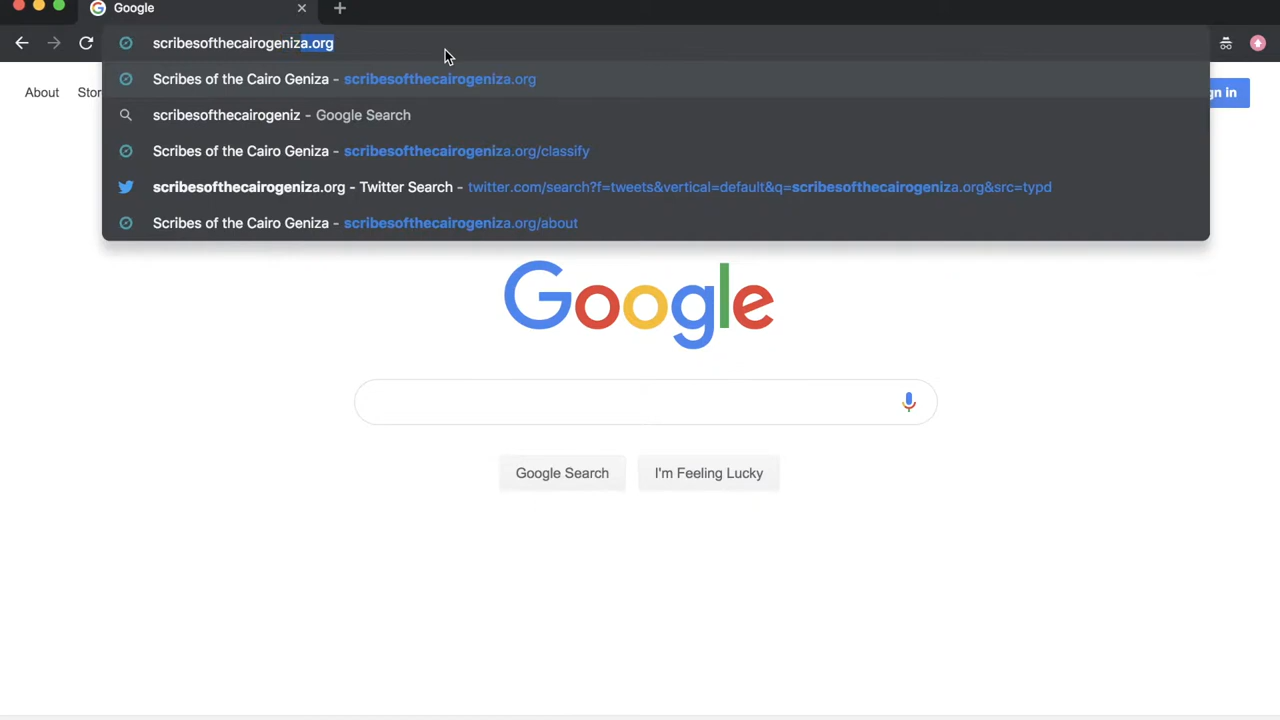 Google
scribesofthecairogeniza.org
Scribes of the Cairo Geniza - scribesofthecairogeniza.org
scribesofthecairogeniz - Google Search
Scribes of the Cairo Geniza - scribesofthecairogeniza.org/classify
scribesofthecairogeniza.org - Twitter Search - twitter.com/search?f=tweets&vertical=default&q=scribesofthecairogeniza.org&src=typd
Scribes of the Cairo Geniza - scribesofthecairogeniza.org/about
About Stor
gn in
Google
Google Search I'm Feeling Lucky